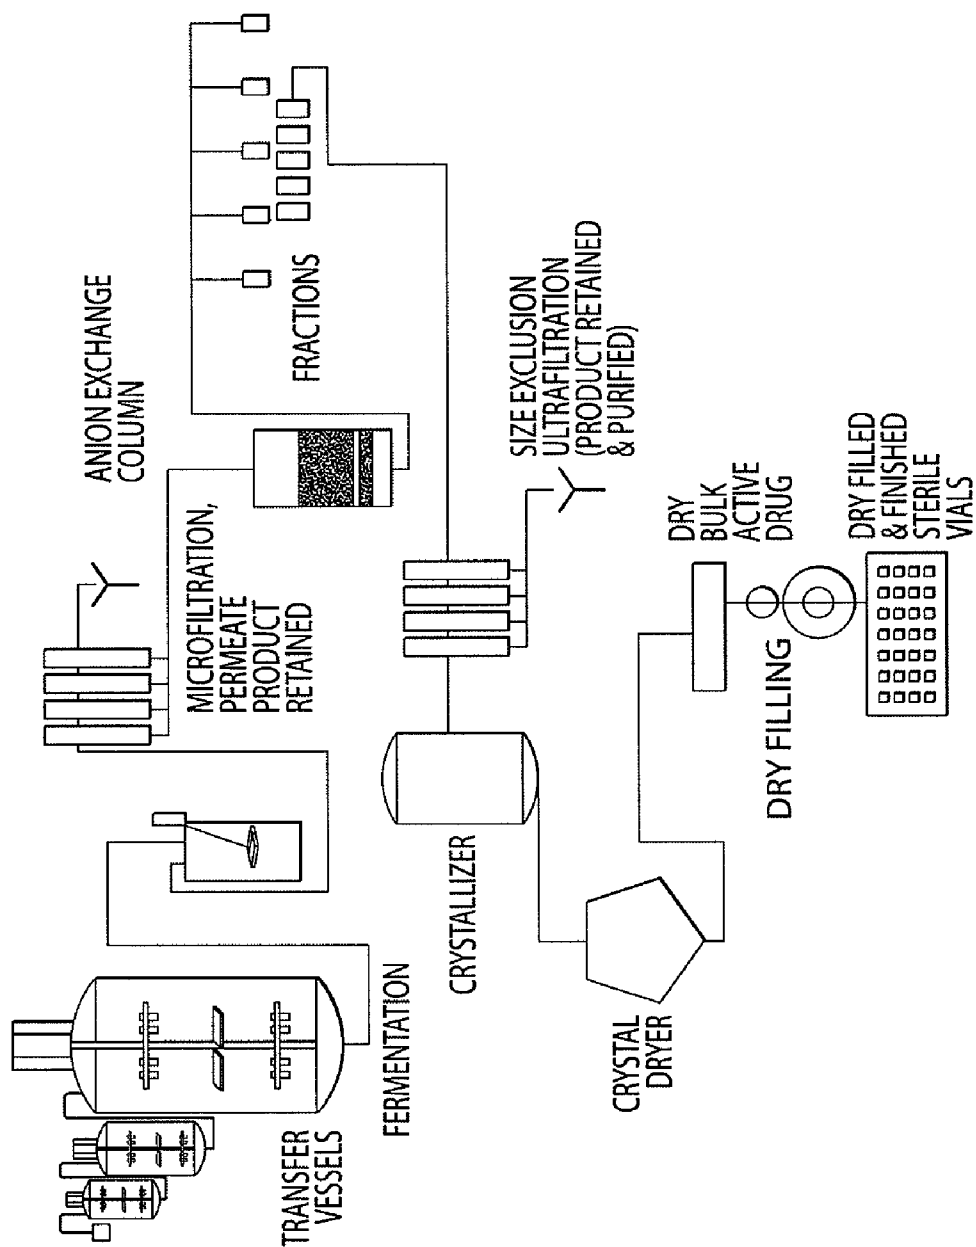 TRANSFER
VESSELS
FERMENTATION
MICROFILTRATION,
PERMEATE
PRODUCT
RETAINED
ANION EXCHANGE
COLUMN
FRACTIONS
SIZE EXCLUSION
ULTRAFILTRATION
(PRODUCT RETAINED
& PURIFIED)
CRYSTALLIZER
CRYSTAL
DRYER
DRY
BULK
ACTIVE
DRUG
DRY FILLING
DRY FILLED
& FINISHED
STERILE
VIALS